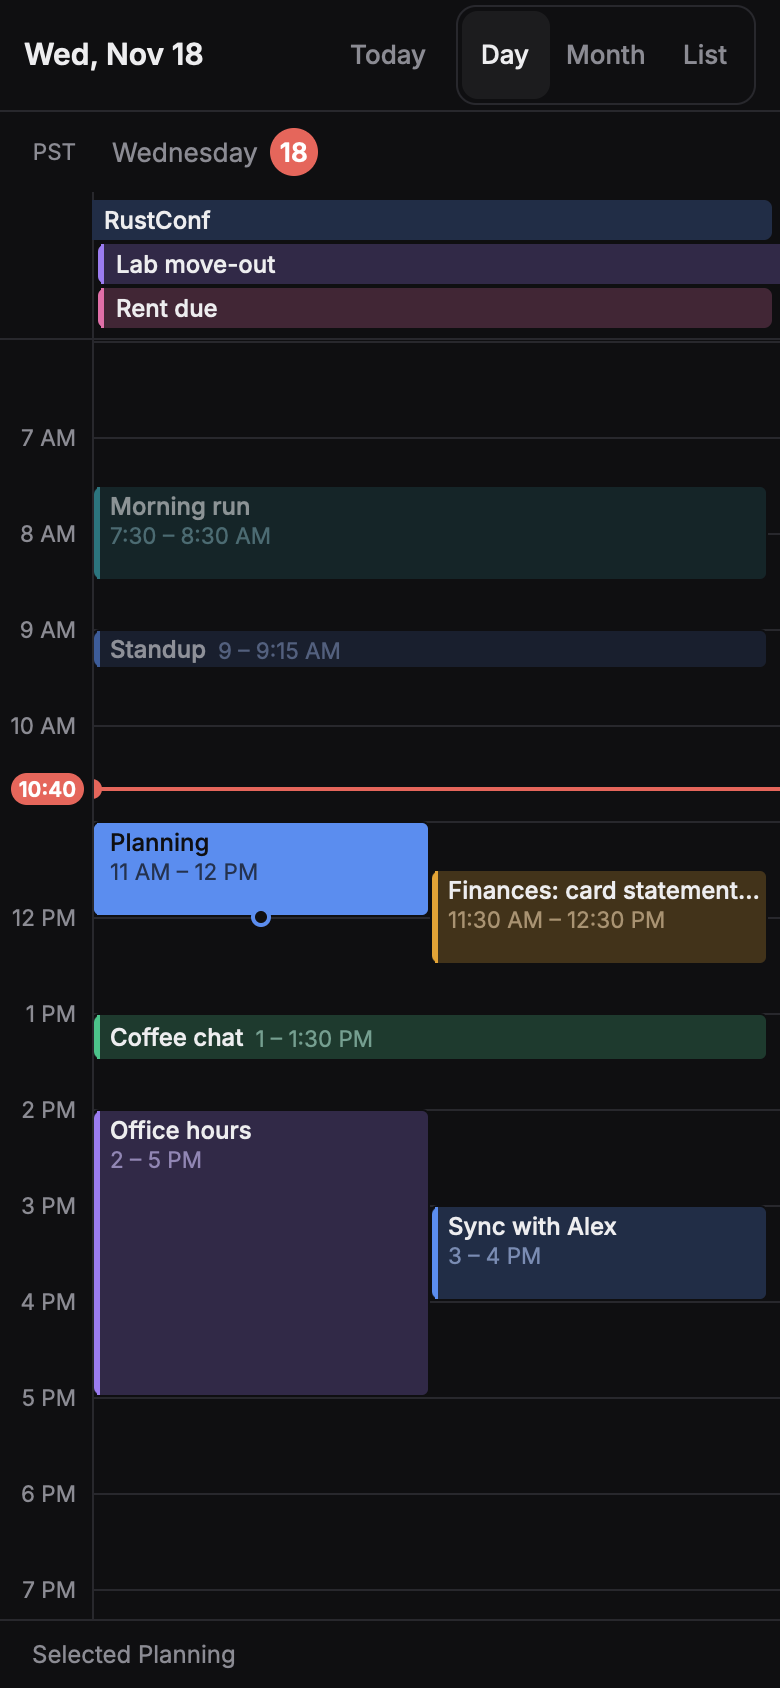 Wed, Nov 18
Today
Day
Month
List
PST
Wednesday 18
RustConf
Lab move-out
Rent due
7 AM
Morning run
7:30 – 8:30 AM
8 AM
9 AM
Standup 9 – 9:15 AM
10 AM
10:40
Planning
11 AM – 12 PM
Finances: card statement...
11:30 AM – 12:30 PM
12 PM
1 PM
Coffee chat 1 – 1:30 PM
2 PM
Office hours
2 – 5 PM
3 PM
Sync with Alex
3 – 4 PM
4 PM
5 PM
6 PM
7 PM
Selected Planning